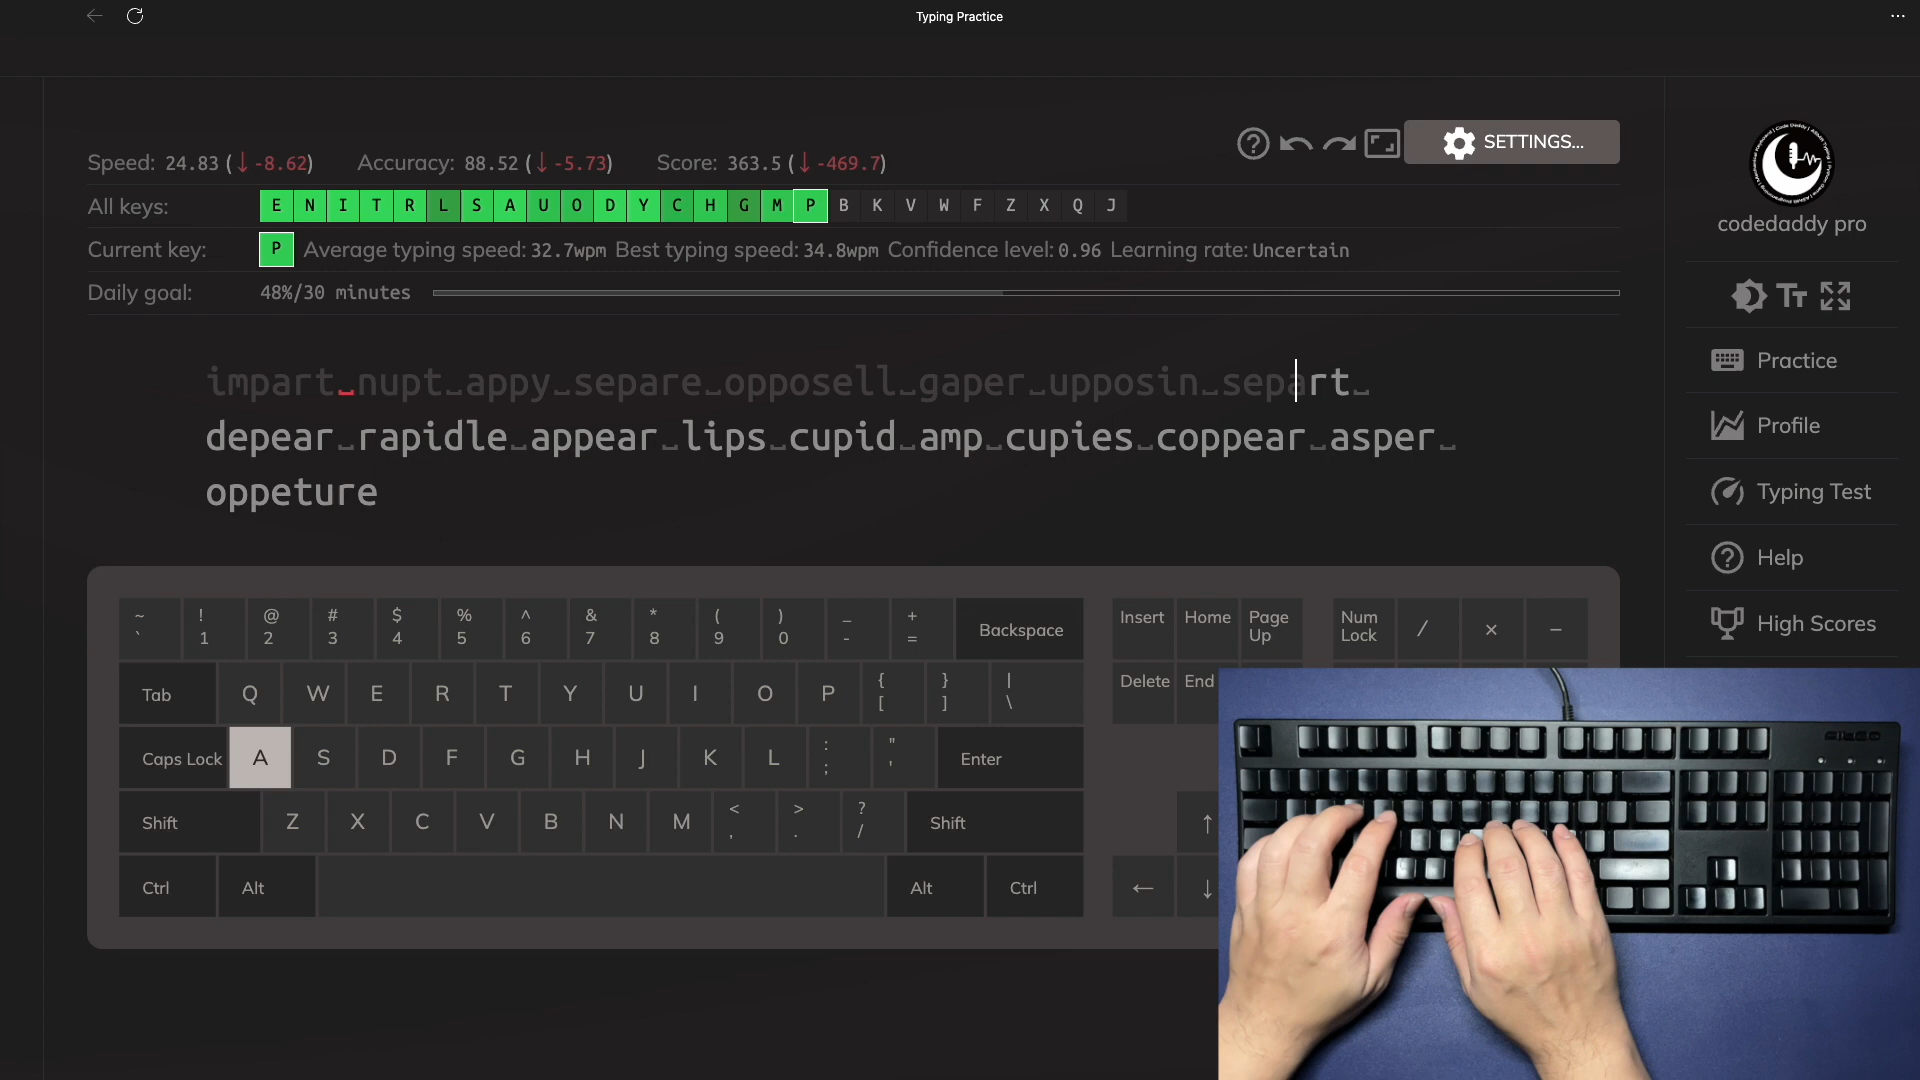 Typing Practice
Speed: 24.83 (↓-8.62) Accuracy: 88.52 (↓-5.73) Score: 363.5 (↓-469.7)
SETTINGS...
All keys: E N I T R L S A U O D Y C H G M P B K V W F Z X Q J
Current key: P Average typing speed: 32.7wpm Best typing speed: 34.8wpm Confidence level: 0.96 Learning rate: Uncertain
Daily goal: 48%/30 minutes
impart␣nupt␣appy␣separe␣opposell␣gaper␣upposin␣separt␣
depear␣rapidle␣appear␣lips␣cupid␣amp␣cupies␣coppear␣asper␣
oppeture
~ ! @ # $ % ^ & * ( ) _ +
` 1 2 3 4 5 6 7 8 9 0 - = Backspace
Tab Q W E R T Y U I O P { [ } ] | \
Caps Lock A S D F G H J K L : ; " ' Enter
Shift Z X C V B N M < , > . ? / Shift
Ctrl Alt Alt Ctrl
Insert Home Page Up
Delete End
↑
← ↓
Num Lock / × −
codedaddy pro
Tт
Practice
Profile
Typing Test
Help
High Scores